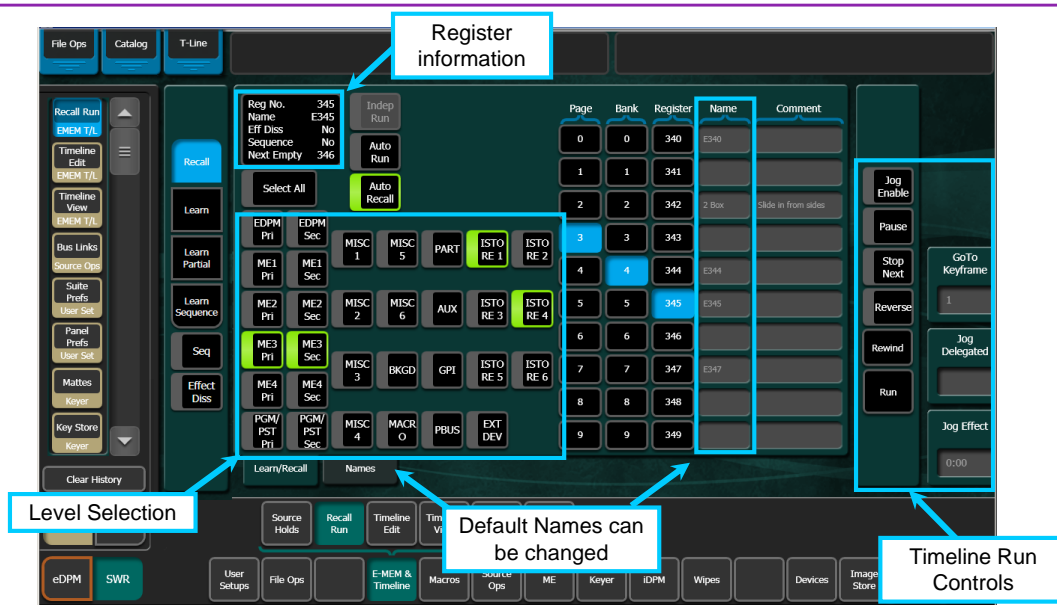 Register
information
File Ops
Catalog
T-Line
Recall Run
EMEM T/L
Timeline
Edit
EMEM T/L
Timeline
View
EMEM T/L
Bus Links
Source Ops
Suite
Prefs
User Set
Panel
Prefs
User Set
Mattes
Keyer
Key Store
Keyer
Clear History
Recall
Learn
Learn
Partial
Learn
Sequence
Seq
Effect
Diss
Reg No. 345
Name E345
Eff Diss No
Sequence No
Next Empty 346
Indep
Run
Auto
Run
Auto
Recall
Select All
EDPM
Pri
EDPM
Sec
MISC
1
MISC
5
PART
ISTO
RE 1
ISTO
RE 2
ME1
Pri
ME1
Sec
ME2
Pri
ME2
Sec
MISC
2
MISC
6
AUX
ISTO
RE 3
ISTO
RE 4
ME3
Pri
ME3
Sec
MISC
3
BKGD
GPI
ISTO
RE 5
ISTO
RE 6
ME4
Pri
ME4
Sec
PGM/
PST
Pri
PGM/
PST
Sec
MISC
4
MACR
O
PBUS
EXT
DEV
Learn/Recall
Names
Page Bank Register Name Comment
0 0 340 E340
1 1 341
2 2 342 2 Box Slide in from sides
3 3 343
4 4 344 E344
5 5 345 E345
6 6 346
7 7 347 E347
8 8 348
9 9 349
Jog
Enable
Pause
Stop
Next
Reverse
Rewind
Run
GoTo
Keyframe
1
Jog
Delegated
Jog Effect
0:00
Level Selection
Default Names can
be changed
Timeline Run
Controls
Source
Holds
Recall
Run
Timeline
Edit
eDPM
SWR
User
Setups
File Ops
E-MEM &
Timeline
Macros
Source
Ops
ME
Keyer
iDPM
Wipes
Devices
Image
Store